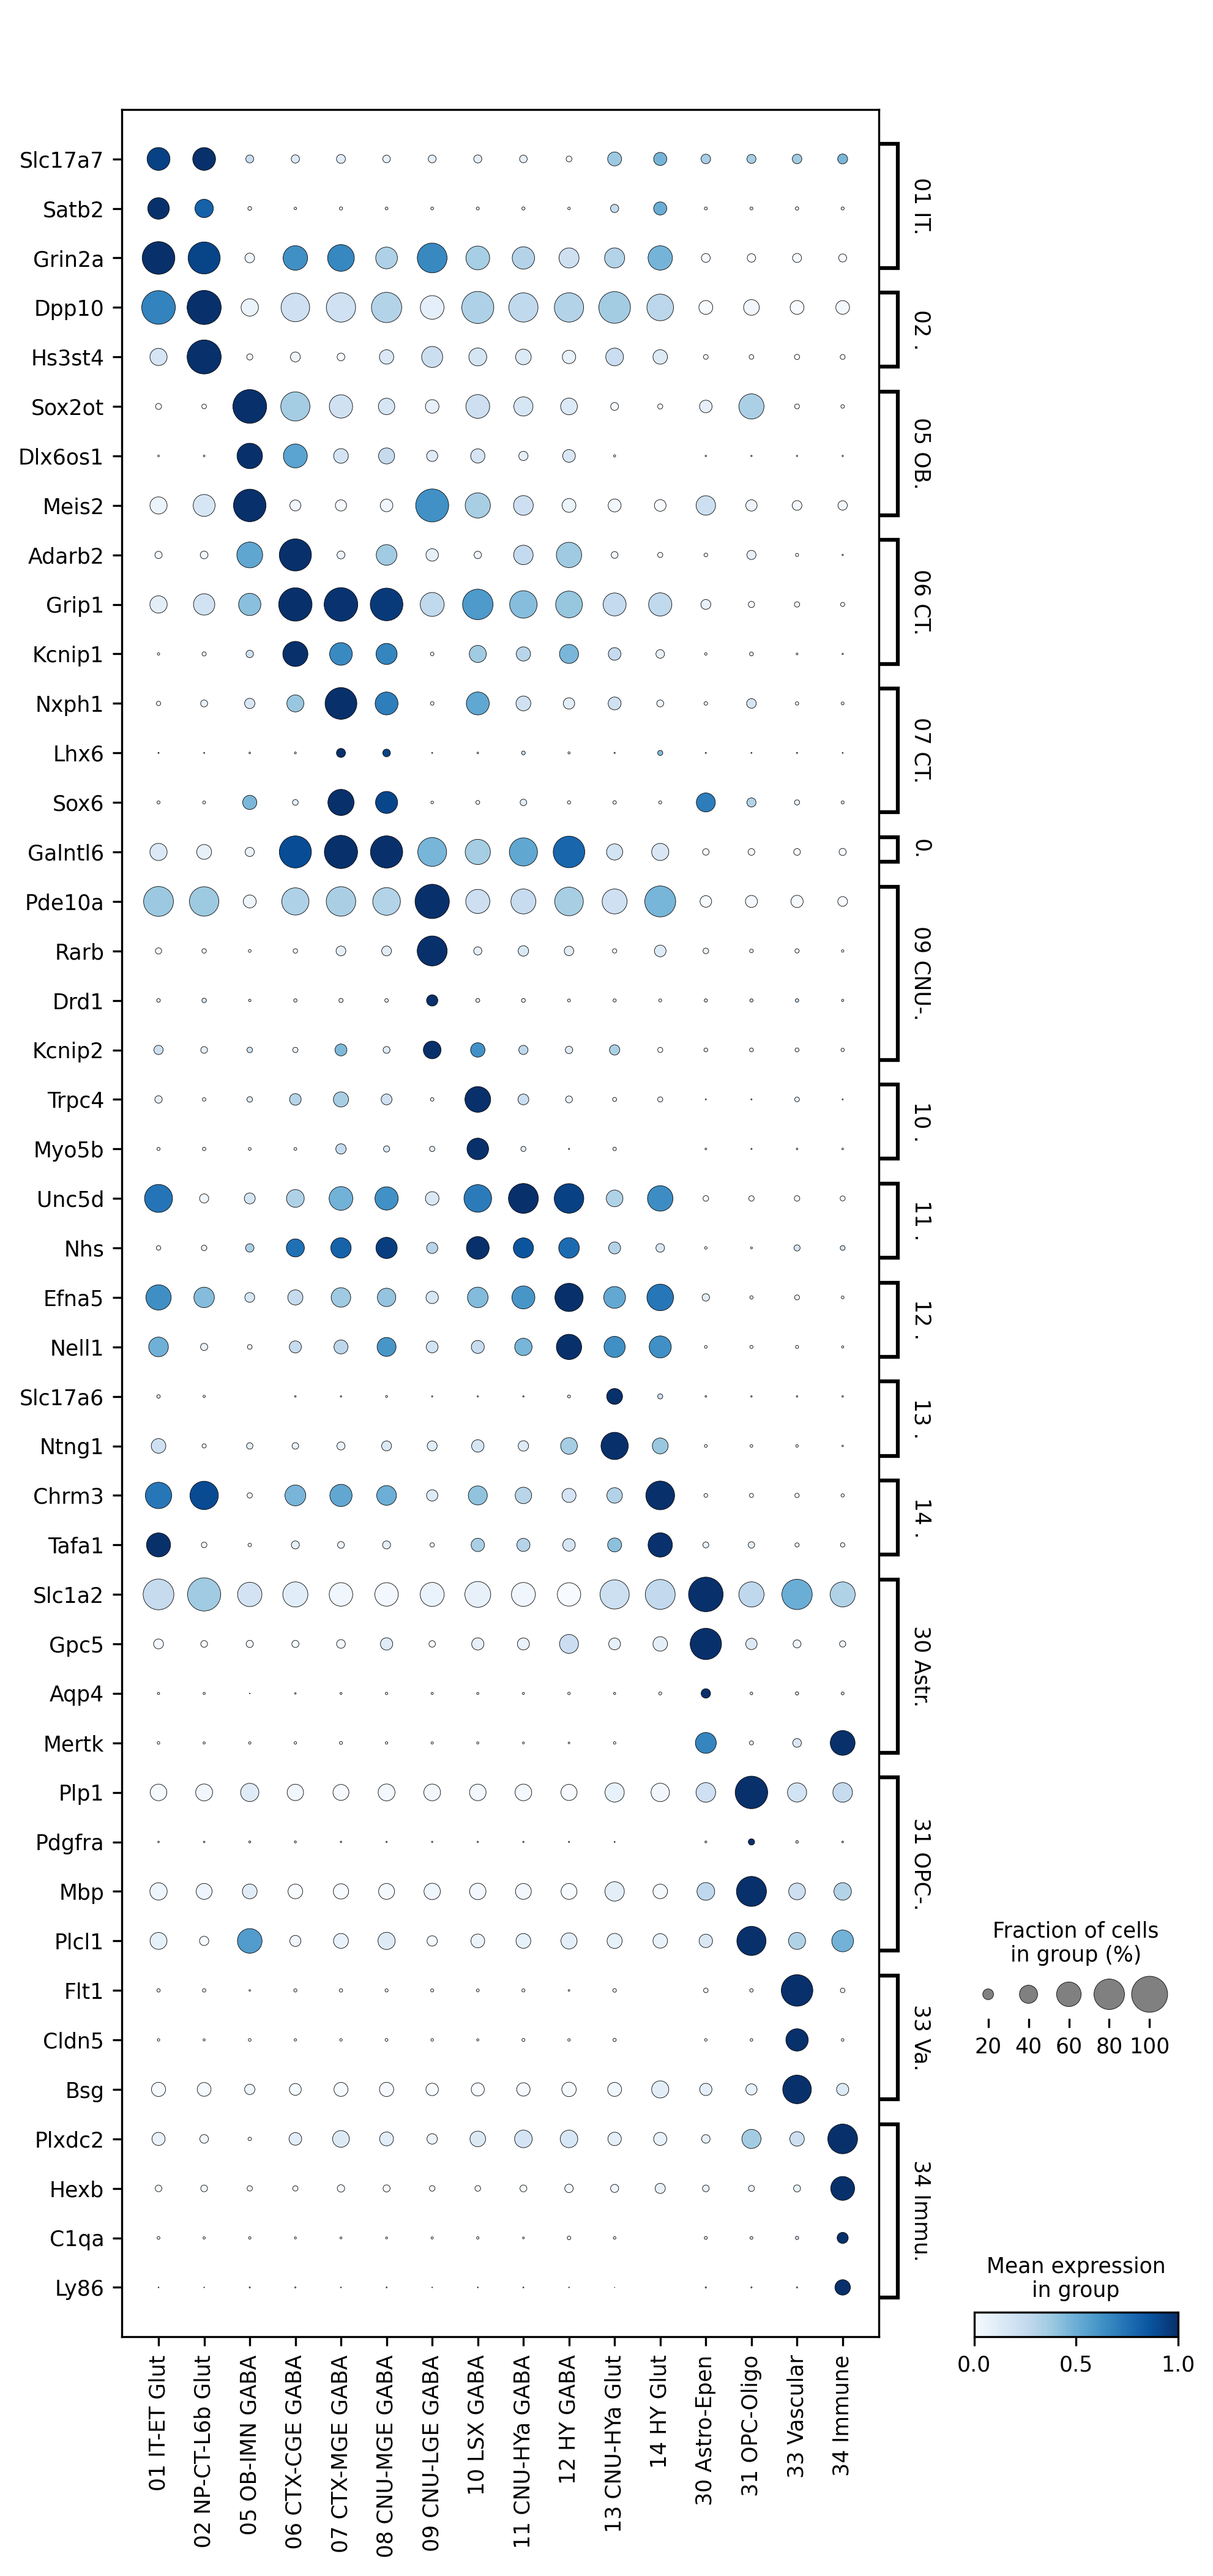 Slc17a7
Satb2
Grin2a
Dpp10
Hs3st4
Sox2ot
Dlx6os1
Meis2
Adarb2
Grip1
Kcnip1
Nxph1
Lhx6
Sox6
Galntl6
Pde10a
Rarb
Drd1
Kcnip2
Trpc4
Myo5b
Unc5d
Nhs
Efna5
Nell1
Slc17a6
Ntng1
Chrm3
Tafa1
Slc1a2
Gpc5
Aqp4
Mertk
Plp1
Pdgfra
Mbp
Plcl1
Flt1
Cldn5
Bsg
Plxdc2
Hexb
C1qa
Ly86
01 IT.
02 .
05 OB.
06 CT.
07 CT.
0.
09 CNU-.
10 .
11 .
12 .
13 .
14 .
30 Astr.
31 OPC-.
33 Va.
34 Immu.
01 IT-ET Glut
02 NP-CT-L6b Glut
05 OB-IMN GABA
06 CTX-CGE GABA
07 CTX-MGE GABA
08 CNU-MGE GABA
09 CNU-LGE GABA
10 LSX GABA
11 CNU-HYa GABA
12 HY GABA
13 CNU-HYa Glut
14 HY Glut
30 Astro-Epen
31 OPC-Oligo
33 Vascular
34 Immune
Fraction of cells
in group (%)
20 40 60 80 100
Mean expression
in group
0.0 0.5 1.0